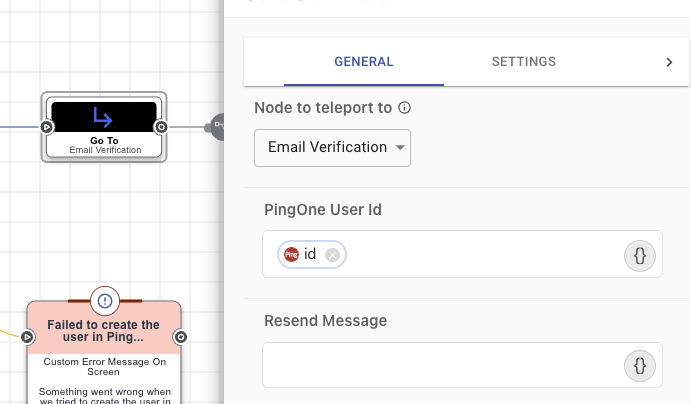 GENERAL
SETTINGS
Node to teleport to
Email Verification
PingOne User Id
Ping
id
{}
Resend Message
{}
Go To
Email Verification
Failed to create the
user in Ping...
Custom Error Message On
Screen
Something went wrong when
we tried to create the user in